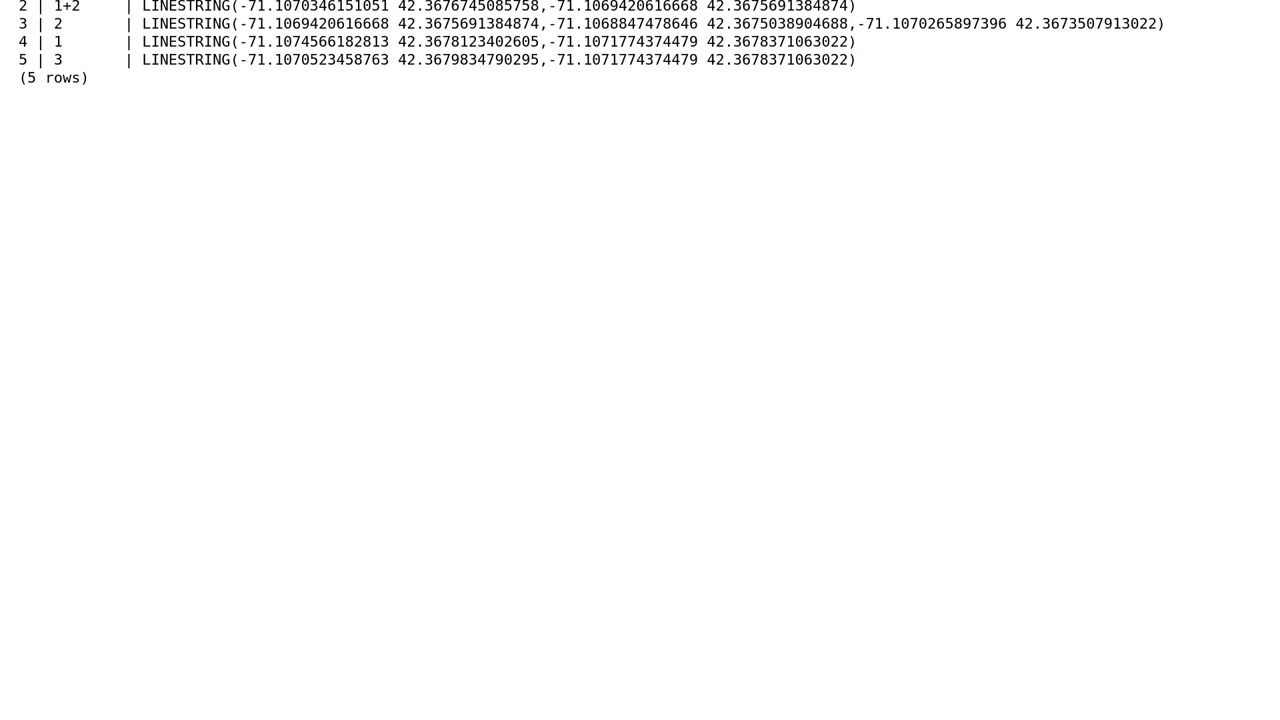 2 | 1+2 | LINESTRING(-71.1070346151051 42.3676745085758,-71.1069420616668 42.3675691384874)
3 | 2 | LINESTRING(-71.1069420616668 42.3675691384874,-71.1068847478646 42.3675038904688,-71.1070265897396 42.3673507913022)
4 | 1 | LINESTRING(-71.1074566182813 42.3678123402605,-71.1071774374479 42.3678371063022)
5 | 3 | LINESTRING(-71.1070523458763 42.3679834790295,-71.1071774374479 42.3678371063022)
(5 rows)